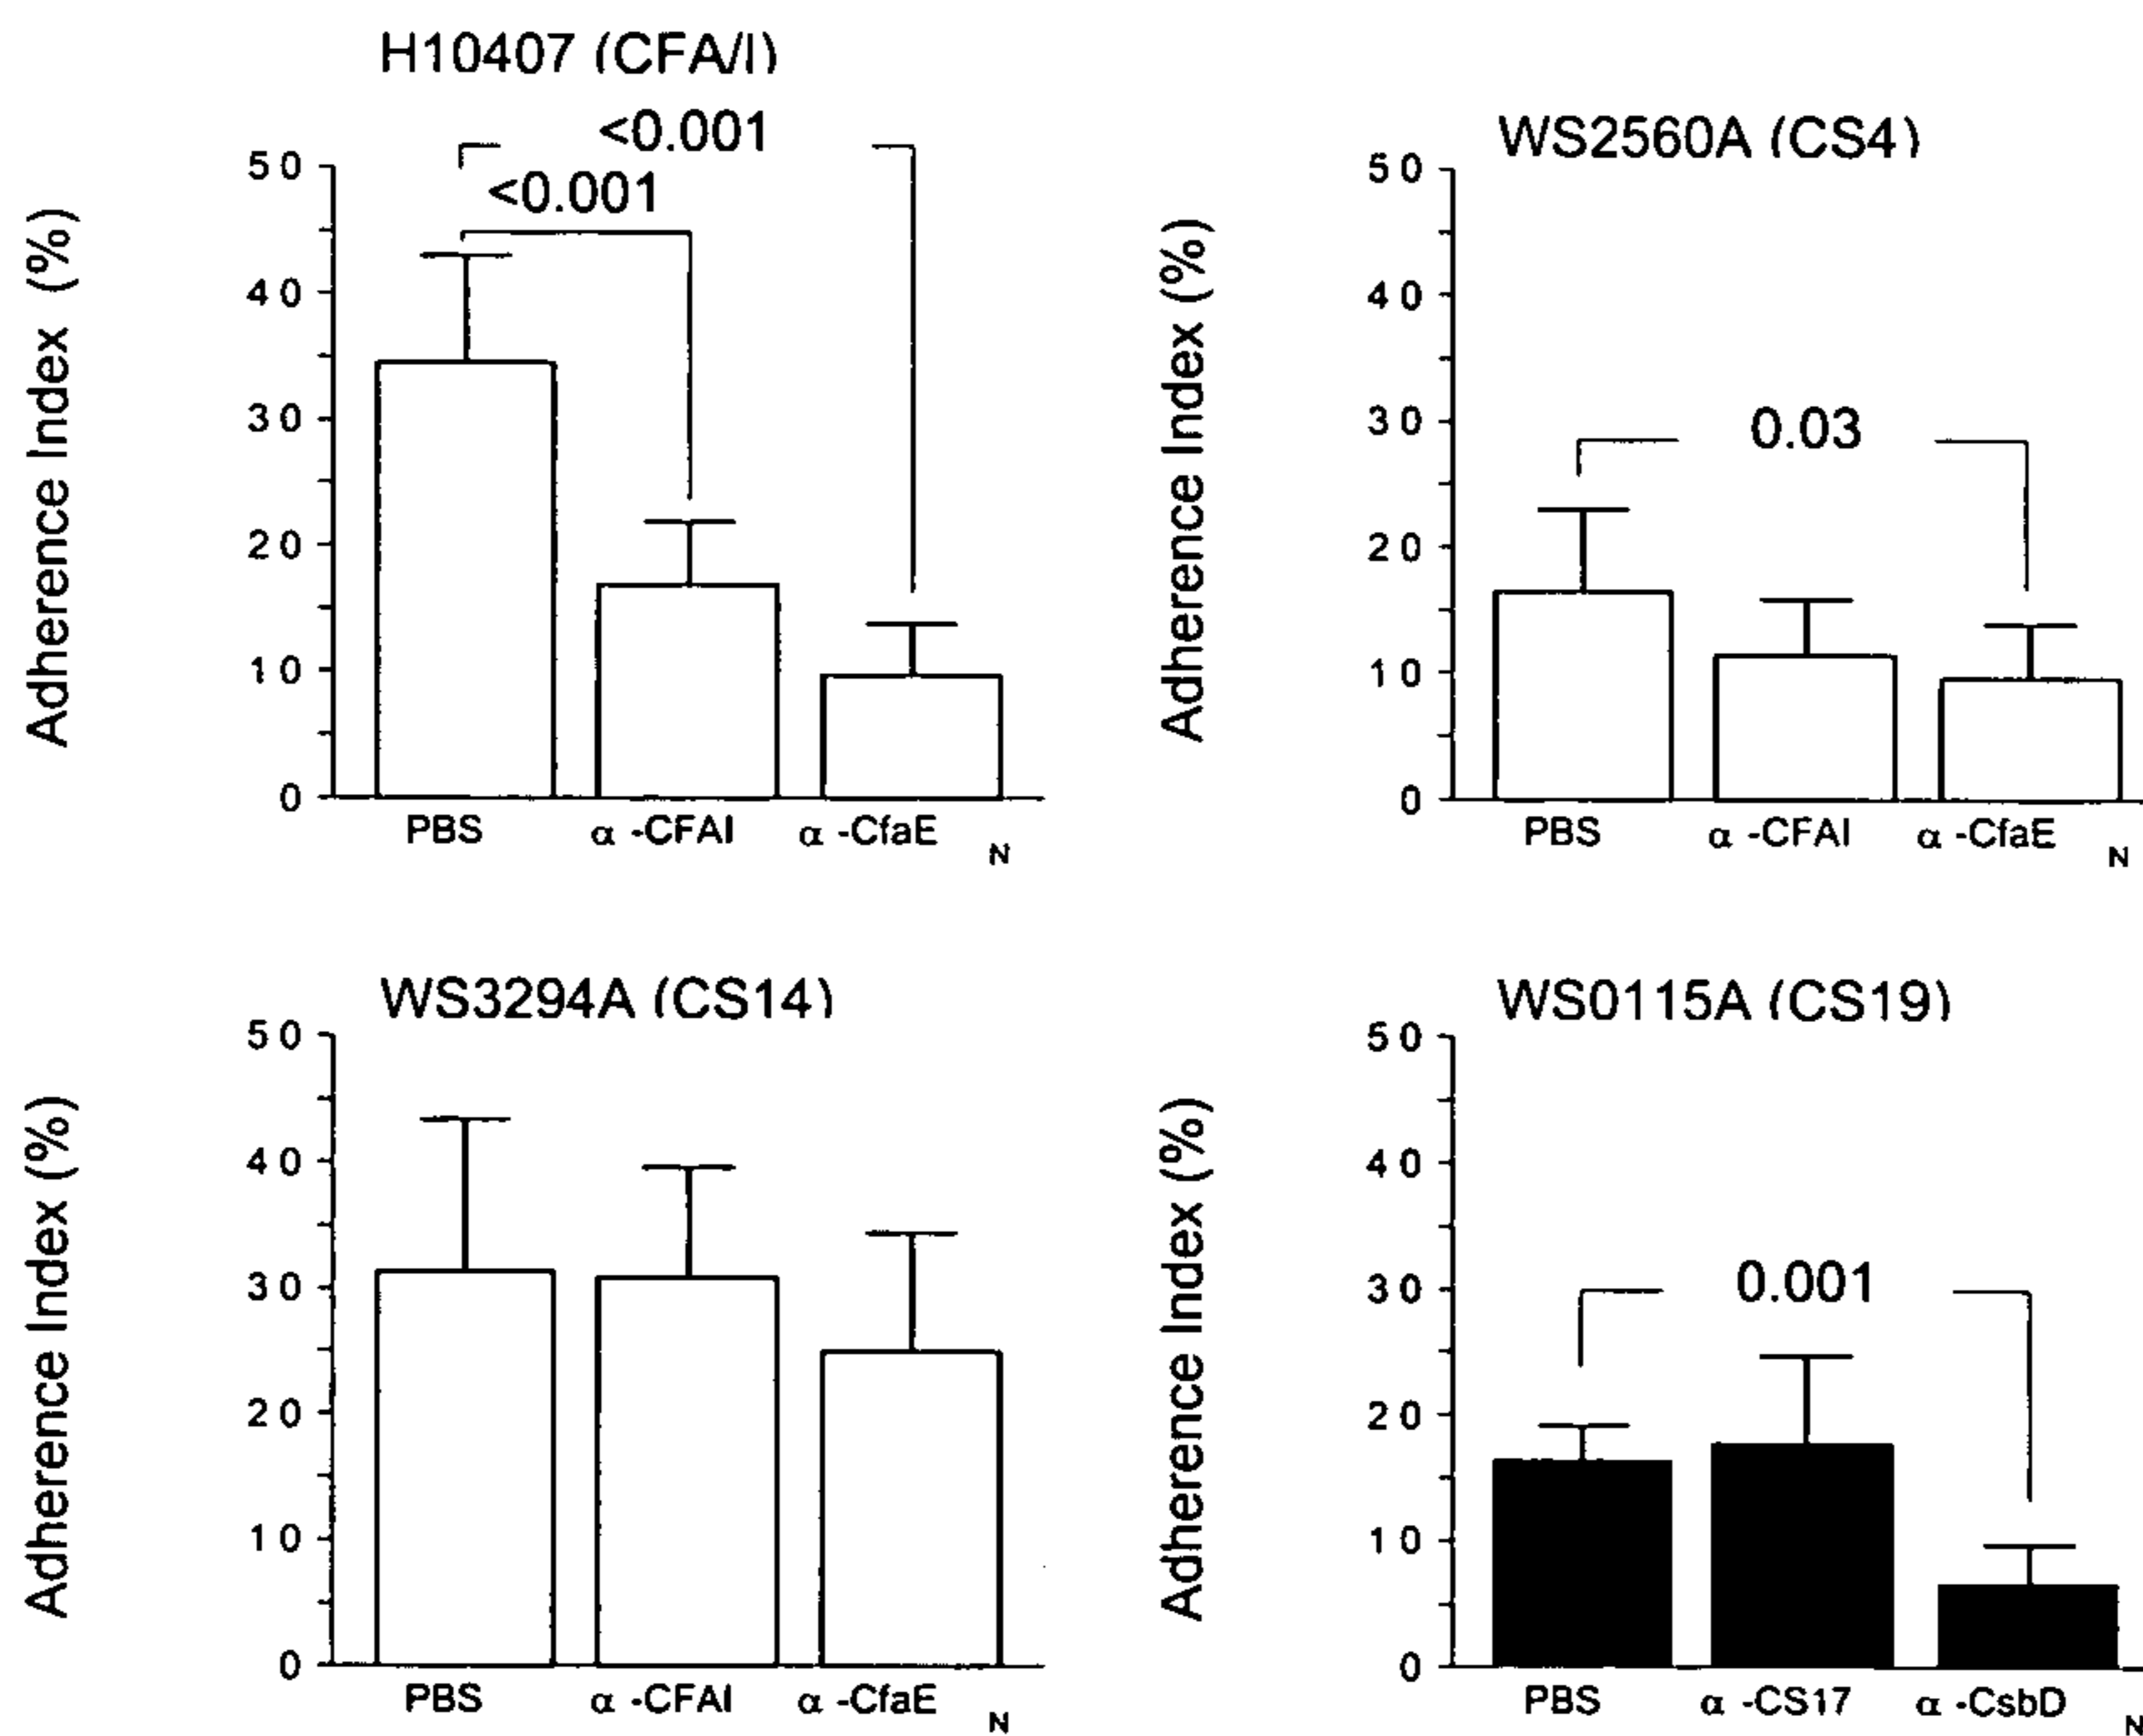 H10407 (CFA/I)
<0.001
<0.001
Adherence Index (%)
50
40
30
20
10
0
PBS α -CFAI α -CfaE N
WS2560A (CS4)
0.03
Adherence Index (%)
50
40
30
20
10
0
PBS α -CFAI α -CfaE N
WS3294A (CS14)
Adherence Index (%)
50
40
30
20
10
0
PBS α -CFAI α -CfaE N
WS0115A (CS19)
0.001
Adherence Index (%)
50
40
30
20
10
0
PBS α -CS17 α -CsbD N